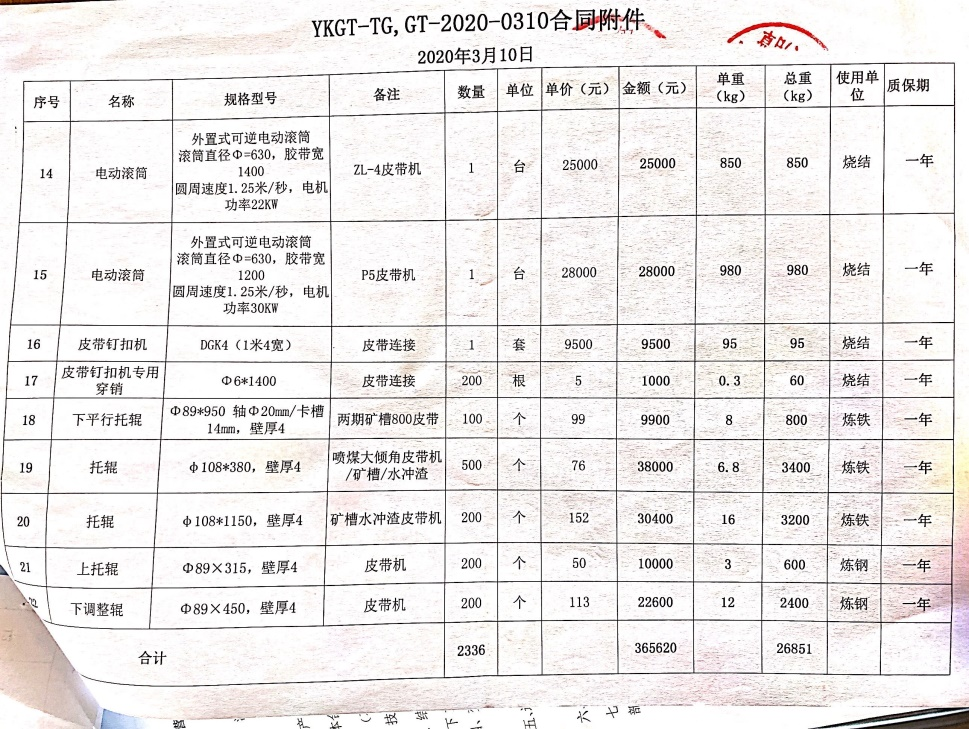 YKGT-TG,GT-2020-0310合同附件
2020年3月10日
序号 名称 规格型号 备注 数量 单位 单价（元） 金额（元） 单重（kg） 总重（kg） 使用单位 质保期
14 电动滚筒 外置式可逆电动滚筒 滚筒直径Φ=630，胶带宽1400 圆周速度1.25米/秒，电机功率22KW ZL-4皮带机 1 台 25000 25000 850 850 烧结 一年
15 电动滚筒 外置式可逆电动滚筒 滚筒直径Φ=630，胶带宽1200 圆周速度1.25米/秒，电机功率30KW P5皮带机 1 台 28000 28000 980 980 烧结 一年
16 皮带钉扣机 DGK4（1米4宽） 皮带连接 1 套 9500 9500 95 95 烧结 一年
17 皮带钉扣机专用穿销 Φ6*1400 皮带连接 200 根 5 1000 0.3 60 烧结 一年
18 下平行托辊 Φ89*950 轴Φ20mm/卡槽14mm，壁厚4 两期矿槽800皮带 100 个 99 9900 8 800 炼铁 一年
19 托辊 φ108*380，壁厚4 喷煤大倾角皮带机/矿槽/水冲渣 500 个 76 38000 6.8 3400 炼铁 一年
20 托辊 φ108*1150，壁厚4 矿槽水冲渣皮带机 200 个 152 30400 16 3200 炼铁 一年
21 上托辊 Φ89×315，壁厚4 皮带机 200 个 50 10000 3 600 炼钢 一年
下调整辊 Φ89×450，壁厚4 皮带机 200 个 113 22600 12 2400 炼钢 一年
合计 2336 365620 26851